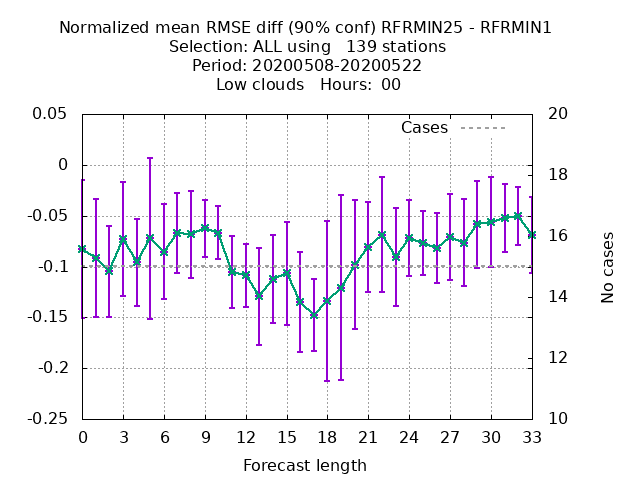 Normalized mean RMSE diff (90% conf) RFRMIN25 - RFRMIN1
Selection: ALL using   139 stations
Period: 20200508-20200522
Low clouds   Hours:  00
Cases
0.05
0
-0.05
-0.1
-0.15
-0.2
-0.25
20
18
16
14
12
10
No cases
0 3 6 9 12 15 18 21 24 27 30 33
Forecast length